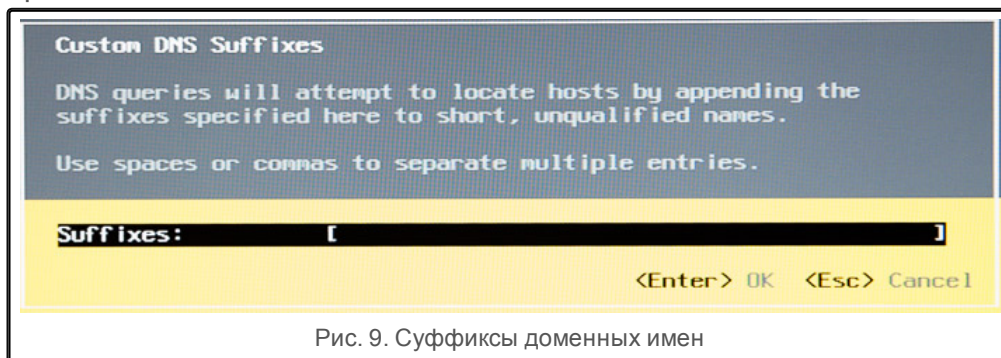 Custom DNS Suffixes
DNS queries will attempt to locate hosts by appending the
suffixes specified here to short, unqualified names.
Use spaces or commas to separate multiple entries.
Suffixes: [ ]
<Enter> OK <Esc> Cancel
Рис. 9. Суффиксы доменных имен